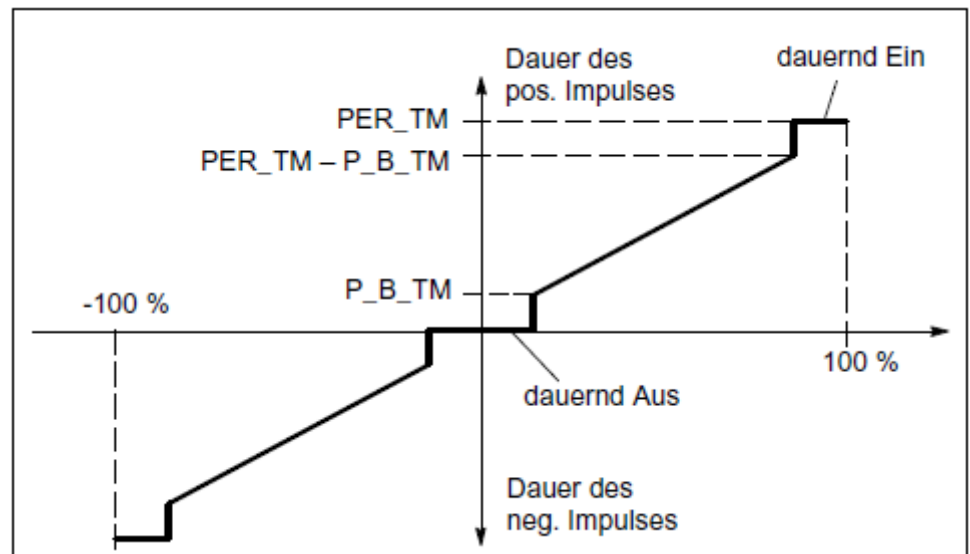 Dauer des
pos. Impulses
dauernd Ein
PER_TM
PER_TM – P_B_TM
P_B_TM
-100 %
100 %
dauernd Aus
Dauer des
neg. Impulses